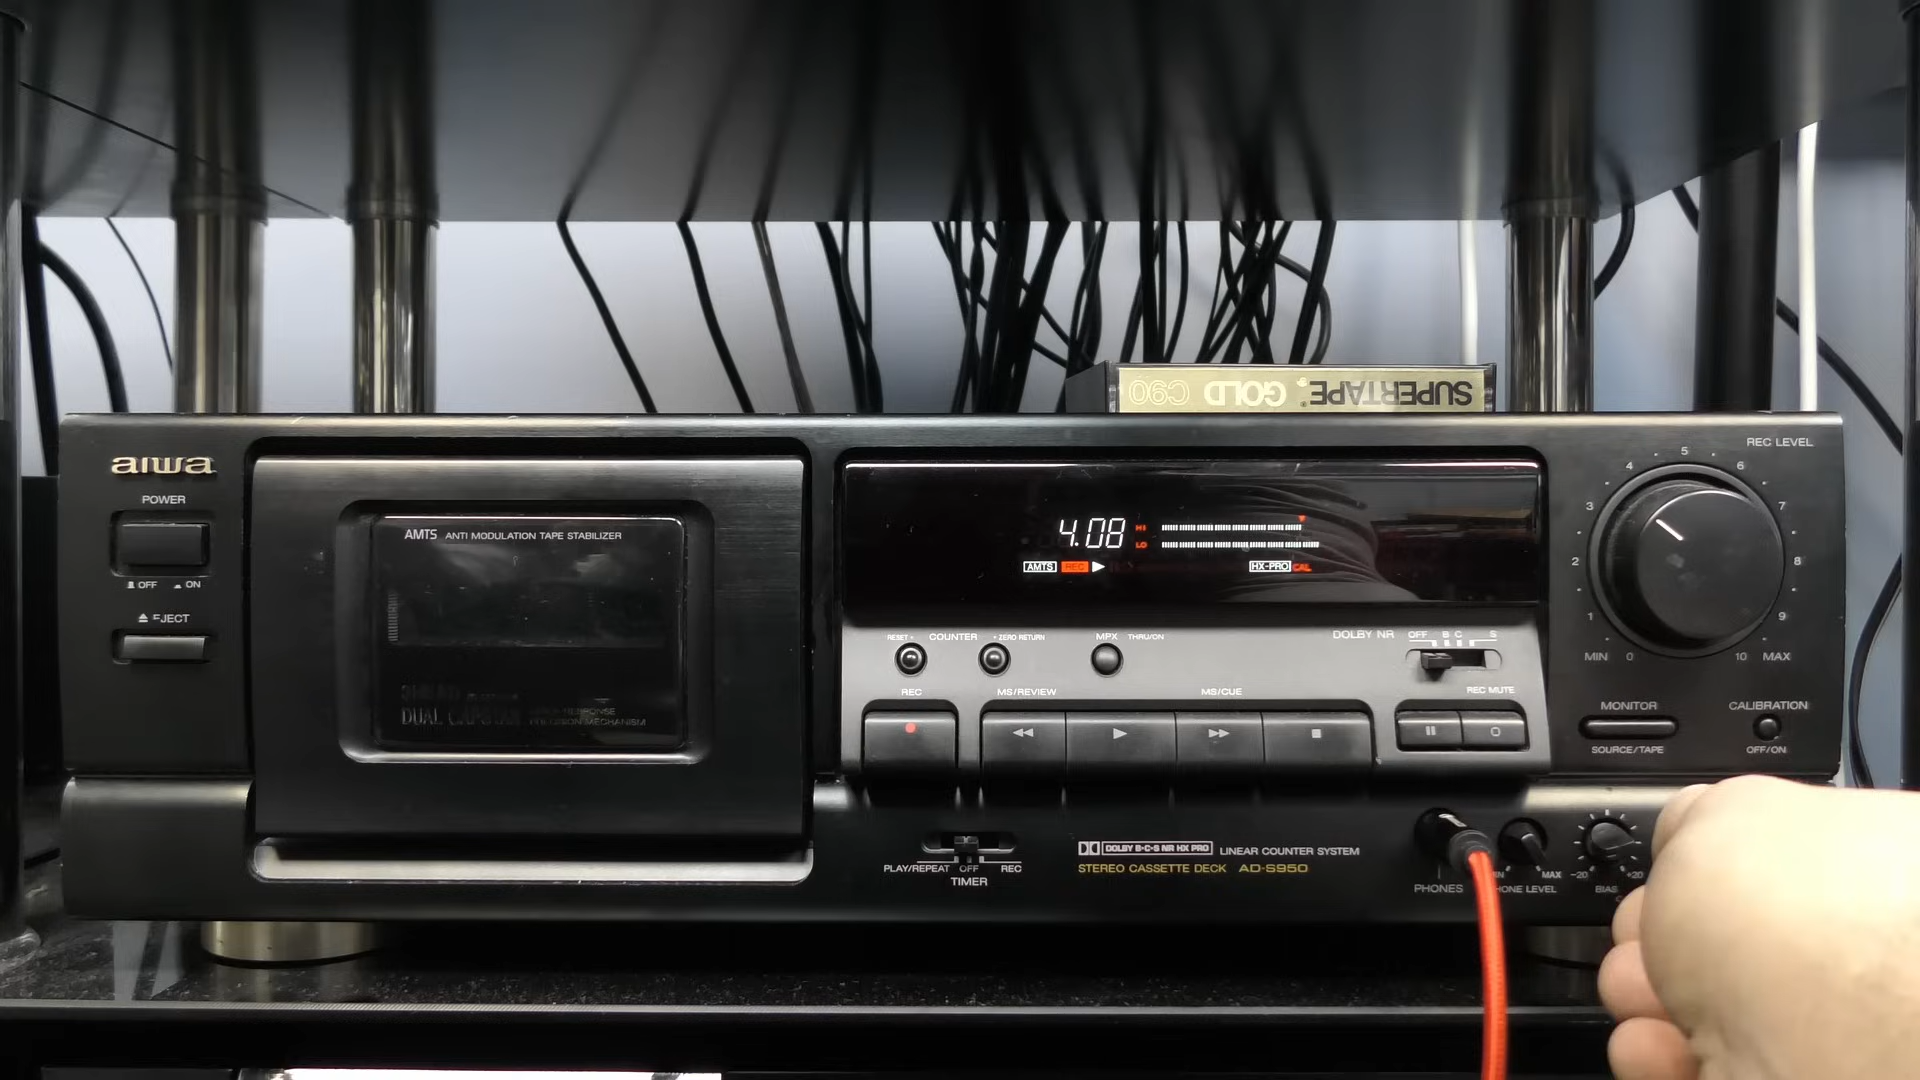 SUPERTAPE® GOLD C90
aiwa
POWER
OFF ON
EJECT
AMTS ANTI MODULATION TAPE STABILIZER
DUAL CAPSTAN PRECISION MECHANISM
4.08
HI
LO
AMTS REC HX-PRO CAL
RESET COUNTER ZERO RETURN MPX THRU/ON DOLBY NR OFF B C S
REC MS/REVIEW MS/CUE REC MUTE
REC LEVEL
MIN 0 1 2 3 4 5 6 7 8 9 10 MAX
MONITOR
SOURCE/TAPE
CALIBRATION
OFF/ON
PLAY/REPEAT OFF REC
TIMER
DOLBY B-C-S NR HX PRO LINEAR COUNTER SYSTEM
STEREO CASSETTE DECK AD-S950
PHONES
MAX
LEVEL
-20 +20
BIAS